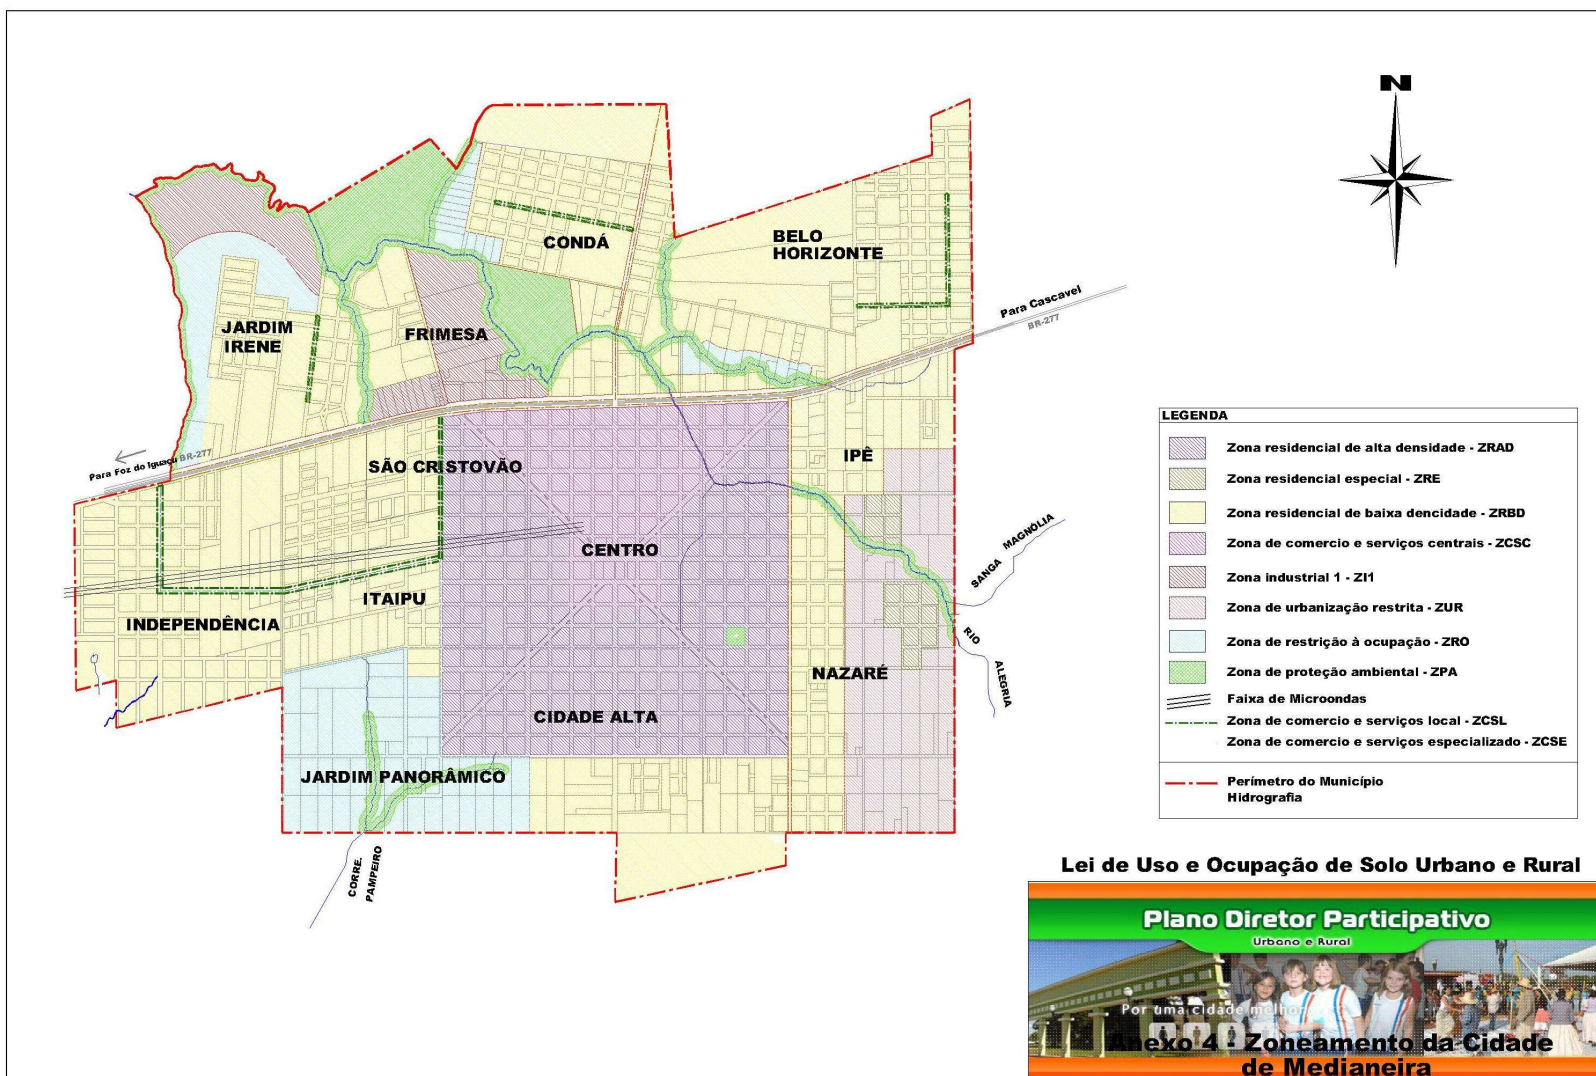 N
CONDÁ
BELO
HORIZONTE
Para Cascavel
BR-277
JARDIM
IRENE
FRIMESA
Para Foz do Iguaçu BR-277
SÃO CRISTOVÃO
IPÊ
CENTRO
SANGA MAGNÓLIA
ITAIPU
INDEPENDÊNCIA
RIO
ALEGRIA
NAZARÉ
CIDADE ALTA
JARDIM PANORÂMICO
CORRE.
PAMPEIRO
LEGENDA
Zona residencial de alta densidade - ZRAD
Zona residencial especial - ZRE
Zona residencial de baixa dencidade - ZRBD
Zona de comercio e serviços centrais - ZCSC
Zona industrial 1 - ZI1
Zona de urbanização restrita - ZUR
Zona de restrição à ocupação - ZRO
Zona de proteção ambiental - ZPA
Faixa de Microondas
Zona de comercio e serviços local - ZCSL
Zona de comercio e serviços especializado - ZCSE
Perímetro do Município
Hidrografia
Lei de Uso e Ocupação de Solo Urbano e Rural
Plano Diretor Participativo
Urbano e Rural
Por uma cidade melhor
Anexo 4 - Zoneamento da Cidade
de Medianeira